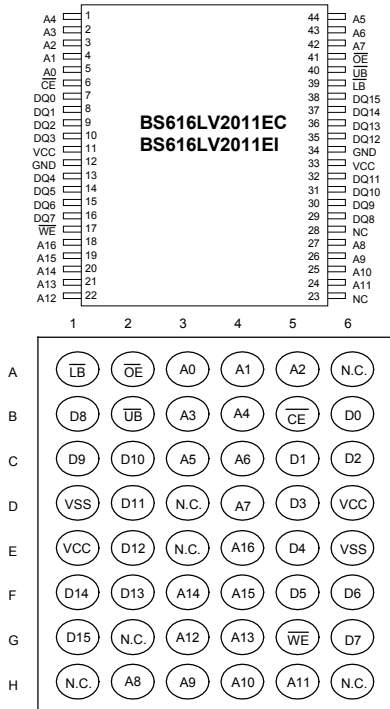 A4 1 44 A5
A3 2 43 A6
A2 3 42 A7
A1 4 41 OE
A0 5 40 UB
CE 6 39 LB
DQ0 7 38 DQ15
DQ1 8 37 DQ14
DQ2 9 36 DQ13
DQ3 10 35 DQ12
VCC 11 34 GND
GND 12 33 VCC
DQ4 13 32 DQ11
DQ5 14 31 DQ10
DQ6 15 30 DQ9
DQ7 16 29 DQ8
WE 17 28 NC
A16 18 27 A8
A15 19 26 A9
A14 20 25 A10
A13 21 24 A11
A12 22 23 NC
BS616LV2011EC
BS616LV2011EI
1 2 3 4 5 6
A LB OE A0 A1 A2 N.C.
B D8 UB A3 A4 CE D0
C D9 D10 A5 A6 D1 D2
D VSS D11 N.C. A7 D3 VCC
E VCC D12 N.C. A16 D4 VSS
F D14 D13 A14 A15 D5 D6
G D15 N.C. A12 A13 WE D7
H N.C. A8 A9 A10 A11 N.C.